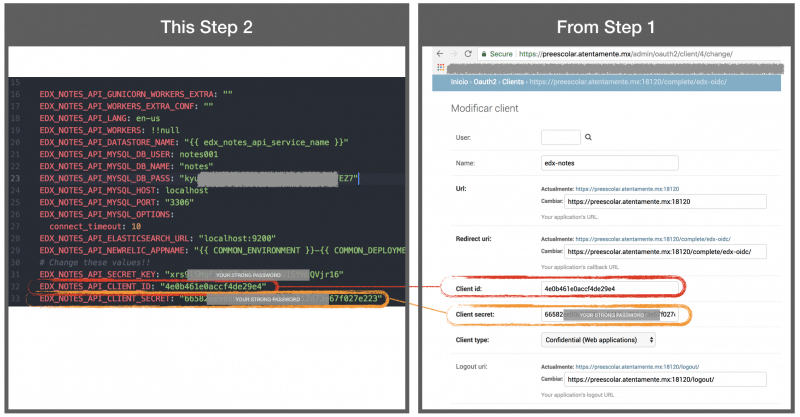 This Step 2
15
16 EDX_NOTES_API_GUNICORN_WORKERS_EXTRA: ""
17 EDX_NOTES_API_WORKERS_EXTRA_CONF: ""
18 EDX_NOTES_API_LANG: en-us
19 EDX_NOTES_API_WORKERS: !!null
20 EDX_NOTES_API_DATASTORE_NAME: "{{ edx_notes_api_service_name }}"
21 EDX_NOTES_API_MYSQL_DB_USER: notes001
22 EDX_NOTES_API_MYSQL_DB_NAME: "notes"
23 EDX_NOTES_API_MYSQL_DB_PASS: "kyu EZ7"
24 EDX_NOTES_API_MYSQL_HOST: localhost
25 EDX_NOTES_API_MYSQL_PORT: "3306"
26 EDX_NOTES_API_MYSQL_OPTIONS:
27 connect_timeout: 10
28 EDX_NOTES_API_ELASTICSEARCH_URL: "localhost:9200"
29 EDX_NOTES_API_NEWRELIC_APPNAME: "{{ COMMON_ENVIRONMENT }}-{{ COMMON_DEPLOYME
30 # Change these values!!
31 EDX_NOTES_API_SECRET_KEY: "xrs9 YOUR STRONG PASSWORD QVjr16"
32 EDX_NOTES_API_CLIENT_ID: "4e0b461e0accf4de29e4"
33 EDX_NOTES_API_CLIENT_SECRET: "66582 YOUR STRONG PASSWORD 67f027e223"
From Step 1
Secure https://preescolar.atentamente.mx/admin/oauth2/client/4/change/
Inicio › Oauth2 › Clients › https://preescolar.atentamente.mx:18120/complete/edx-oidc/
Modificar client
User:
Name: edx-notes
Url: Actualmente: https://preescolar.atentamente.mx:18120
Cambiar: https://preescolar.atentamente.mx:18120
Your application's URL.
Redirect uri: Actualmente: https://preescolar.atentamente.mx:18120/complete/edx-oidc/
Cambiar: https://preescolar.atentamente.mx:18120/complete/edx-oidc/
Your application's callback URL
Client id: 4e0b461e0accf4de29e4
Client secret: 66582 YOUR STRONG PASSWORD 67f027
Client type: Confidential (Web applications)
Logout uri: Actualmente: https://preescolar.atentamente.mx:18120/logout/
Cambiar: https://preescolar.atentamente.mx:18120/logout/
Your application's logout URL